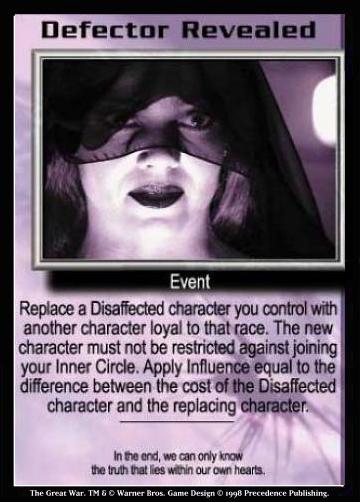 Defector Revealed
Event
Replace a Disaffected character you control with
another character loyal to that race. The new
character must not be restricted against joining
your Inner Circle. Apply Influence equal to the
difference between the cost of the Disaffected
character and the replacing character.
In the end, we can only know
the truth that lies within our own hearts.
The Great War. TM & © Warner Bros. Game Design © 1998 Precedence Publishing.